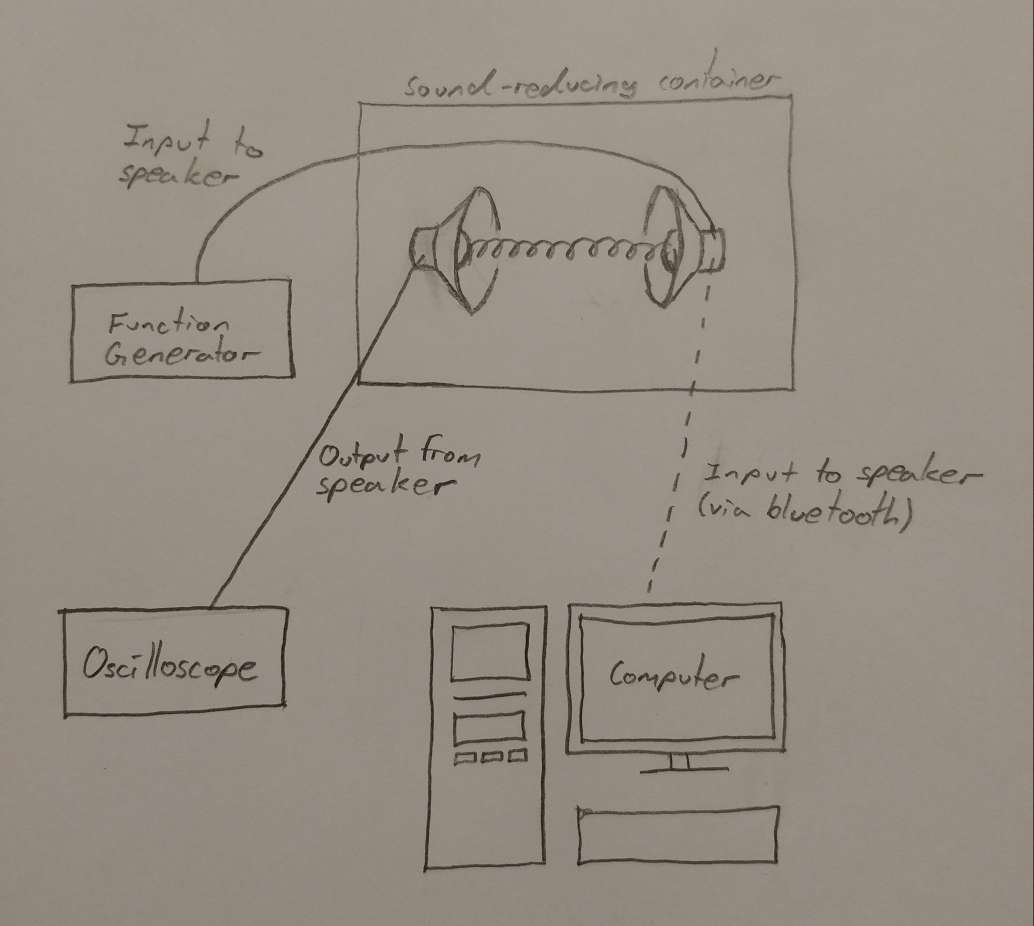 Sound-reducing container
Input to
speaker
Function
Generator
Output from
speaker
Input to speaker
(via bluetooth)
Oscilloscope
Computer